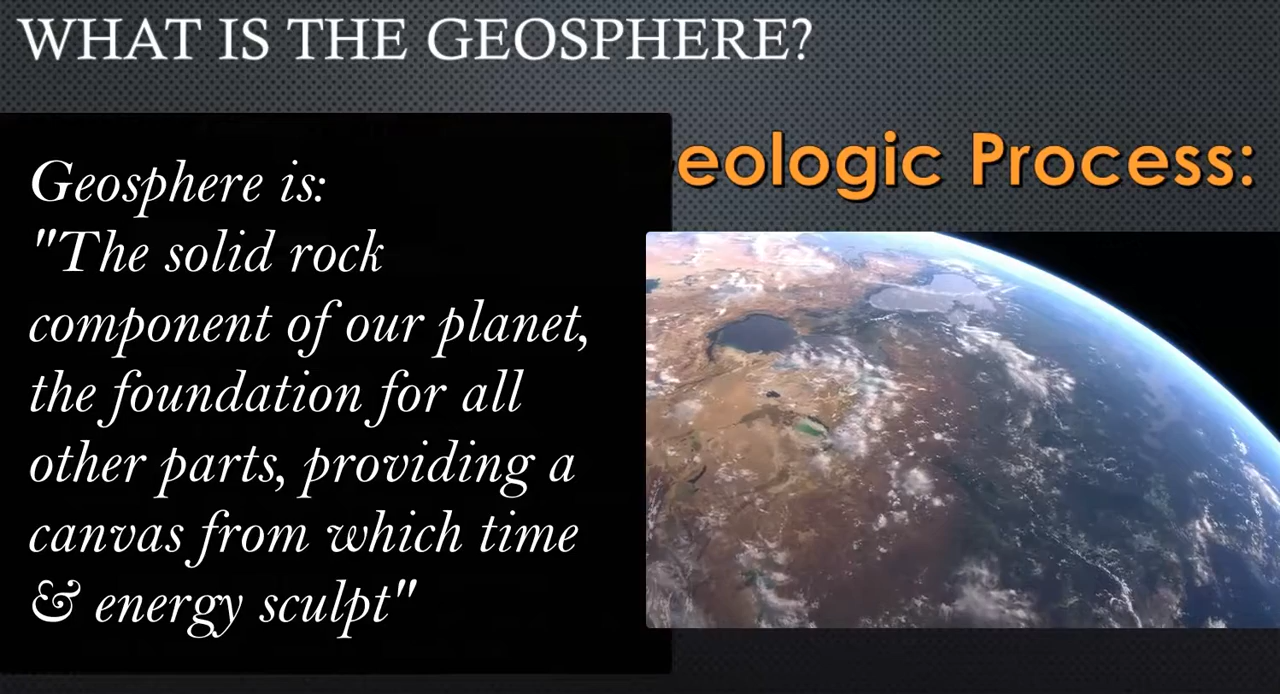 WHAT IS THE GEOSPHERE?
Geosphere is:
"The solid rock
component of our planet,
the foundation for all
other parts, providing a
canvas from which time
& energy sculpt"
eologic Process: